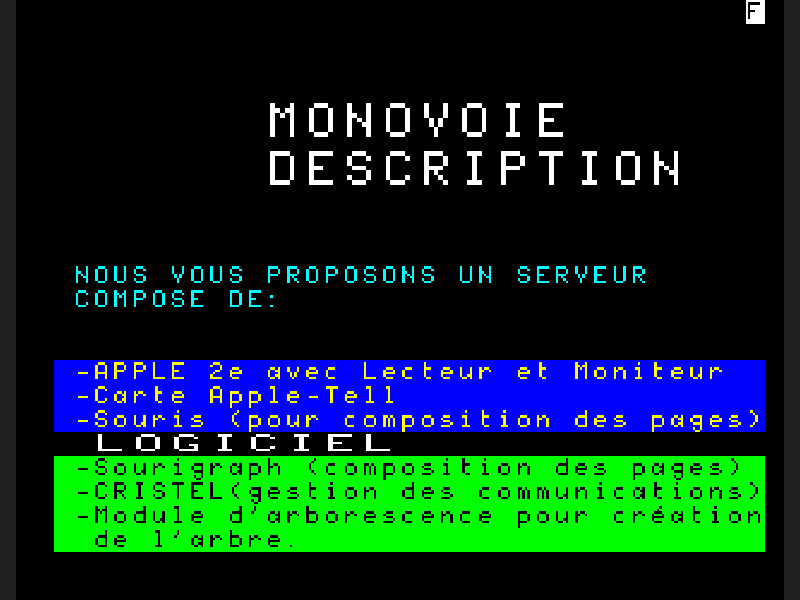 F
MONOVOIE
DESCRIPTION
NOUS VOUS PROPOSONS UN SERVEUR
COMPOSE DE:
-APPLE 2e avec Lecteur et Moniteur
-Carte Apple-Tell
-Souris (pour composition des pages)
LOGICIEL
-Sourigraph (composition des pages)
-CRISTEL(gestion des communications)
-Module d'arborescence pour création
de l'arbre.